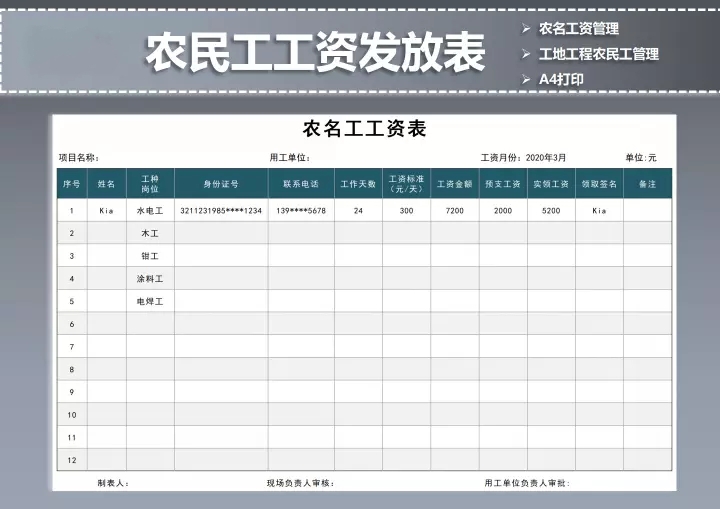 农民工工资发放表
➢ 农名工资管理
➢ 工地工程农民工管理
➢ A4打印
农名工工资表
项目名称: 用工单位: 工资月份: 2020年3月 单位:元
序号 姓名 工种岗位 身份证号 联系电话 工作天数 工资标准(元/天) 工资金额 预支工资 实领工资 领取签名 备注
1 Kia 水电工 3211231985****1234 139****5678 24 300 7200 2000 5200 Kia
2 木工
3 钳工
4 涂料工
5 电焊工
6
7
8
9
10
11
12
制表人: 现场负责人审核: 用工单位负责人审批: